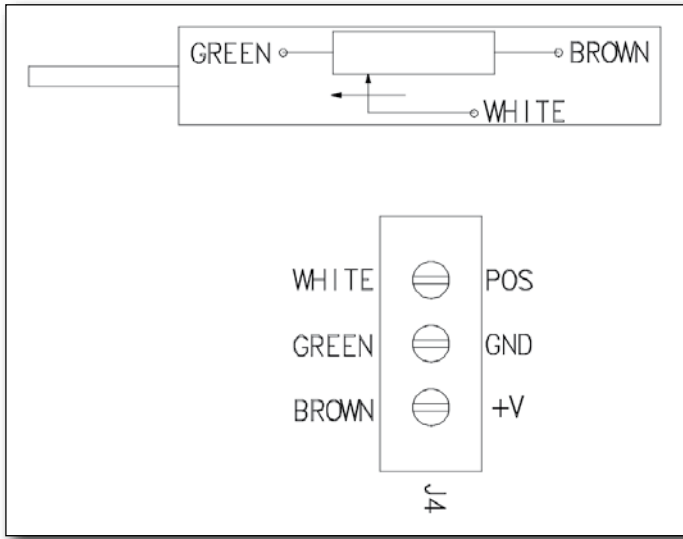 GREEN BROWN
WHITE
WHITE POS
GREEN GND
BROWN +V
J4